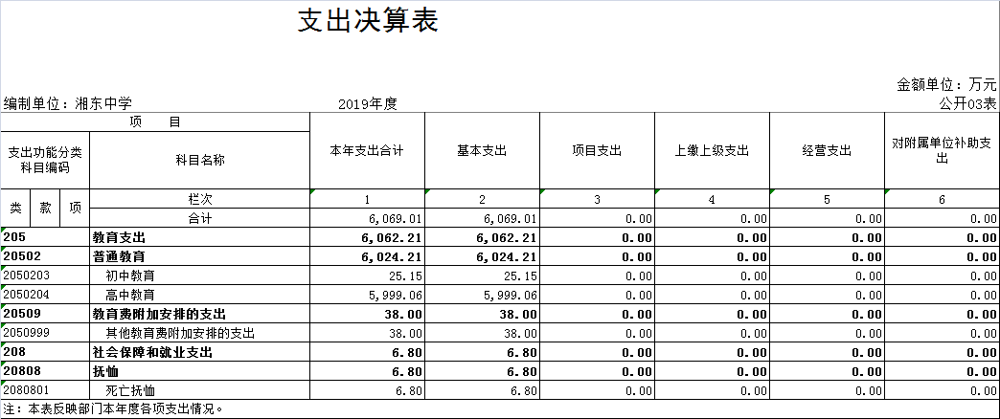 支出决算表
金额单位：万元
编制单位：湘东中学 2019年度 公开03表
项 目 本年支出合计 基本支出 项目支出 上缴上级支出 经营支出 对附属单位补助支出
支出功能分类科目编码 科目名称
类 款 项 栏次 1 2 3 4 5 6
合计 6,069.01 6,069.01 0.00 0.00 0.00 0.00
205 教育支出 6,062.21 6,062.21 0.00 0.00 0.00 0.00
20502 普通教育 6,024.21 6,024.21 0.00 0.00 0.00 0.00
2050203 初中教育 25.15 25.15 0.00 0.00 0.00 0.00
2050204 高中教育 5,999.06 5,999.06 0.00 0.00 0.00 0.00
20509 教育费附加安排的支出 38.00 38.00 0.00 0.00 0.00 0.00
2050999 其他教育费附加安排的支出 38.00 38.00 0.00 0.00 0.00 0.00
208 社会保障和就业支出 6.80 6.80 0.00 0.00 0.00 0.00
20808 抚恤 6.80 6.80 0.00 0.00 0.00 0.00
2080801 死亡抚恤 6.80 6.80 0.00 0.00 0.00 0.00
注：本表反映部门本年度各项支出情况。